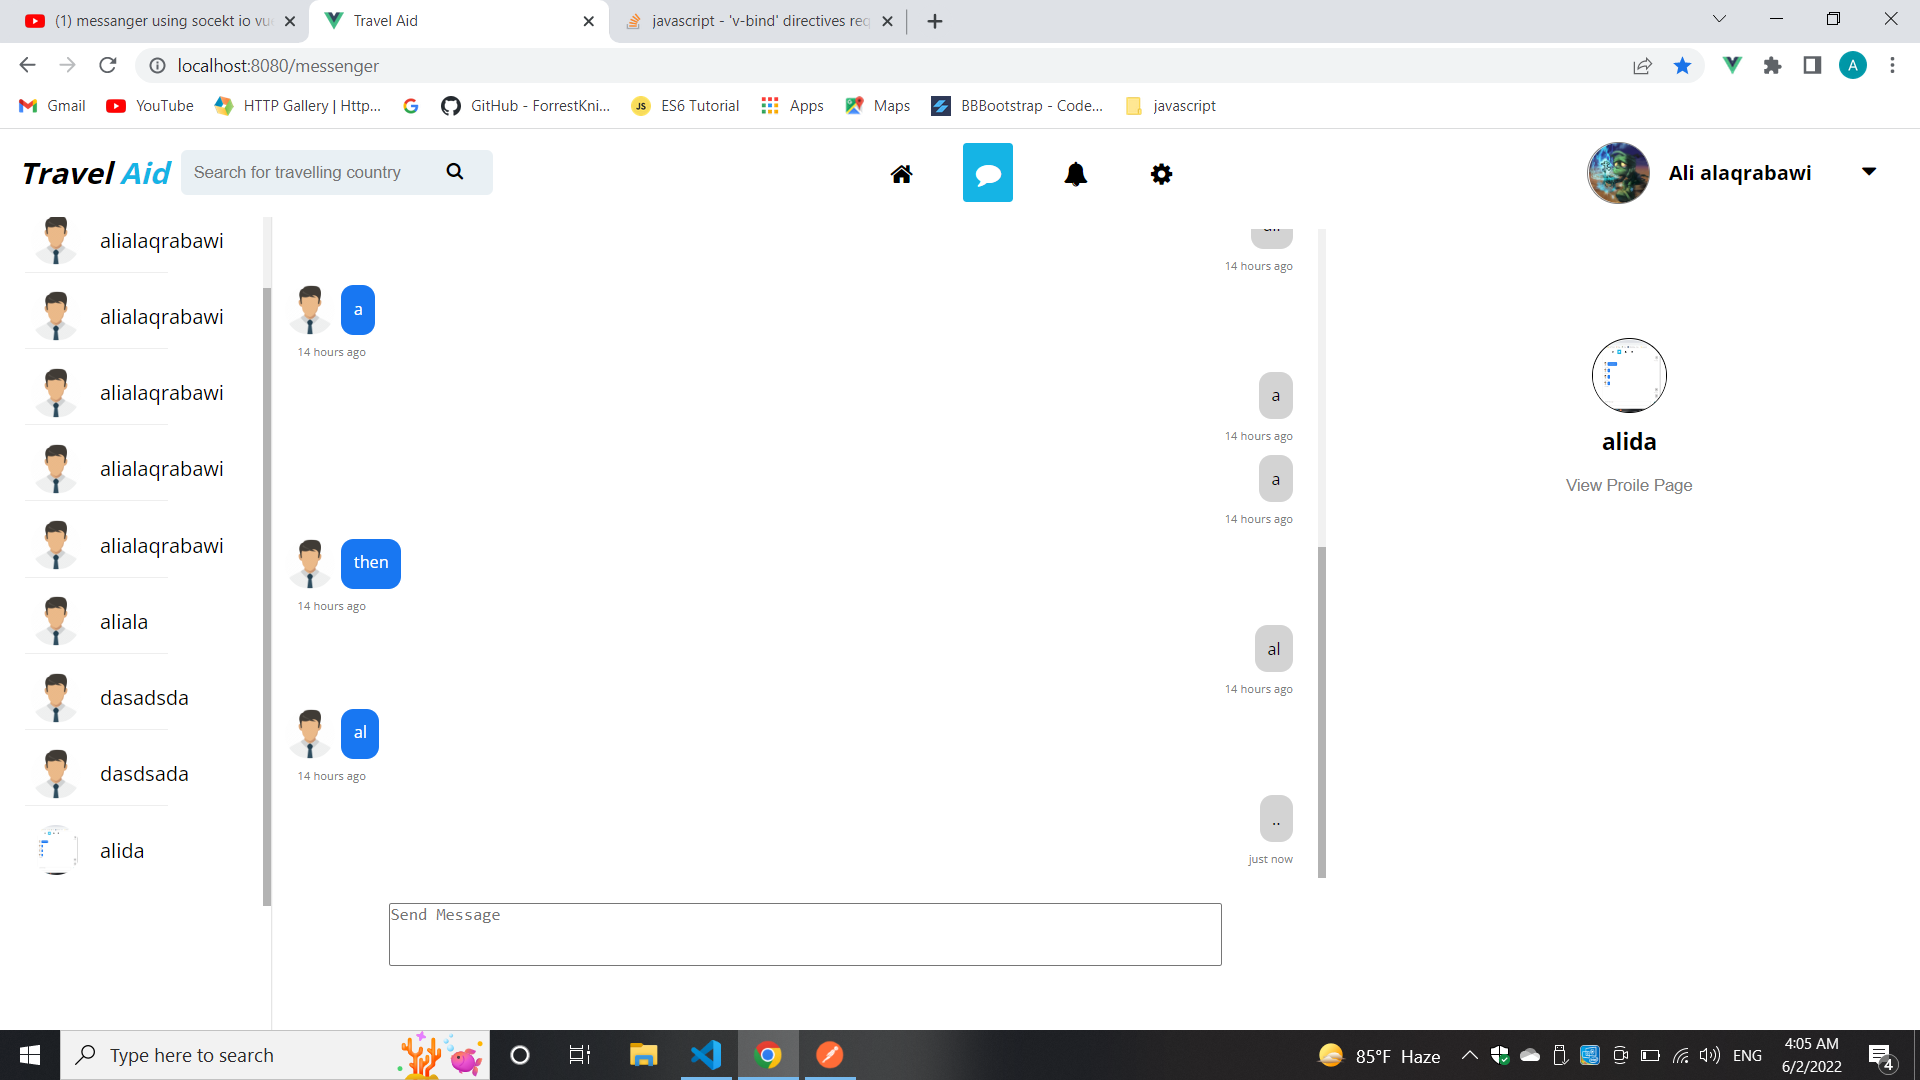 (1) messanger using socekt io vue
Travel Aid
javascript - 'v-bind' directives req
localhost:8080/messenger
A
Gmail
YouTube
HTTP Gallery | Http...
GitHub - ForrestKni...
JS
ES6 Tutorial
Apps
Maps
BBBootstrap - Code...
javascript
Travel Aid
Search for travelling country
Ali alaqrabawi
alialaqrabawi
alialaqrabawi
alialaqrabawi
alialaqrabawi
alialaqrabawi
aliala
dasadsda
dasdsada
alida
14 hours ago
a
14 hours ago
a
14 hours ago
a
14 hours ago
then
14 hours ago
al
14 hours ago
al
14 hours ago
..
just now
Send Message
alida
View Proile Page
Type here to search
85°F Haze
ENG
4:05 AM
6/2/2022
4